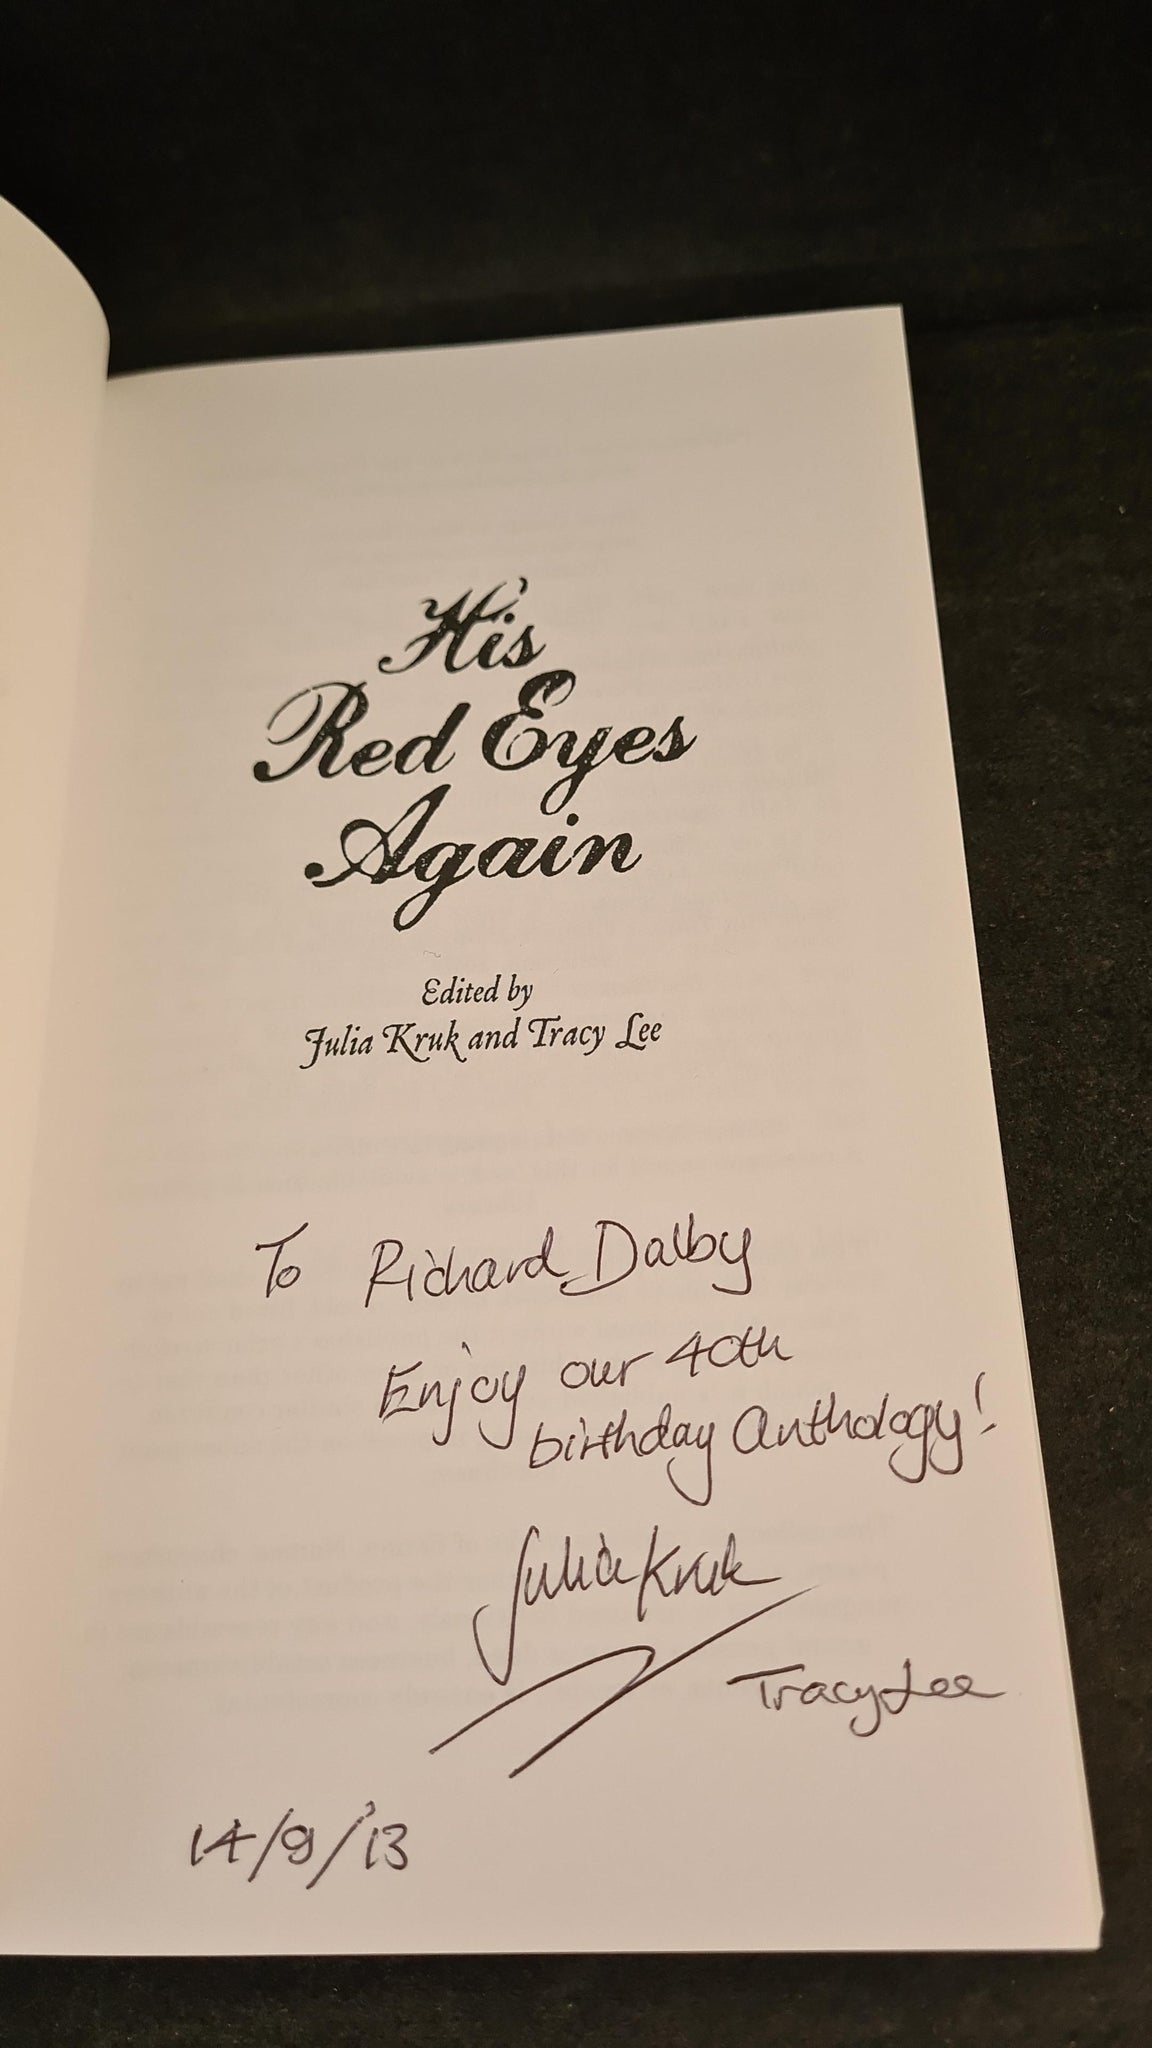 His
Red Eyes
Again
Edited by
Julia Kruk and Tracy Lee
To Richard Dalby
Enjoy our 40th
birthday Anthology!
Julia Kruk
Tracy Lee
14/9/'13